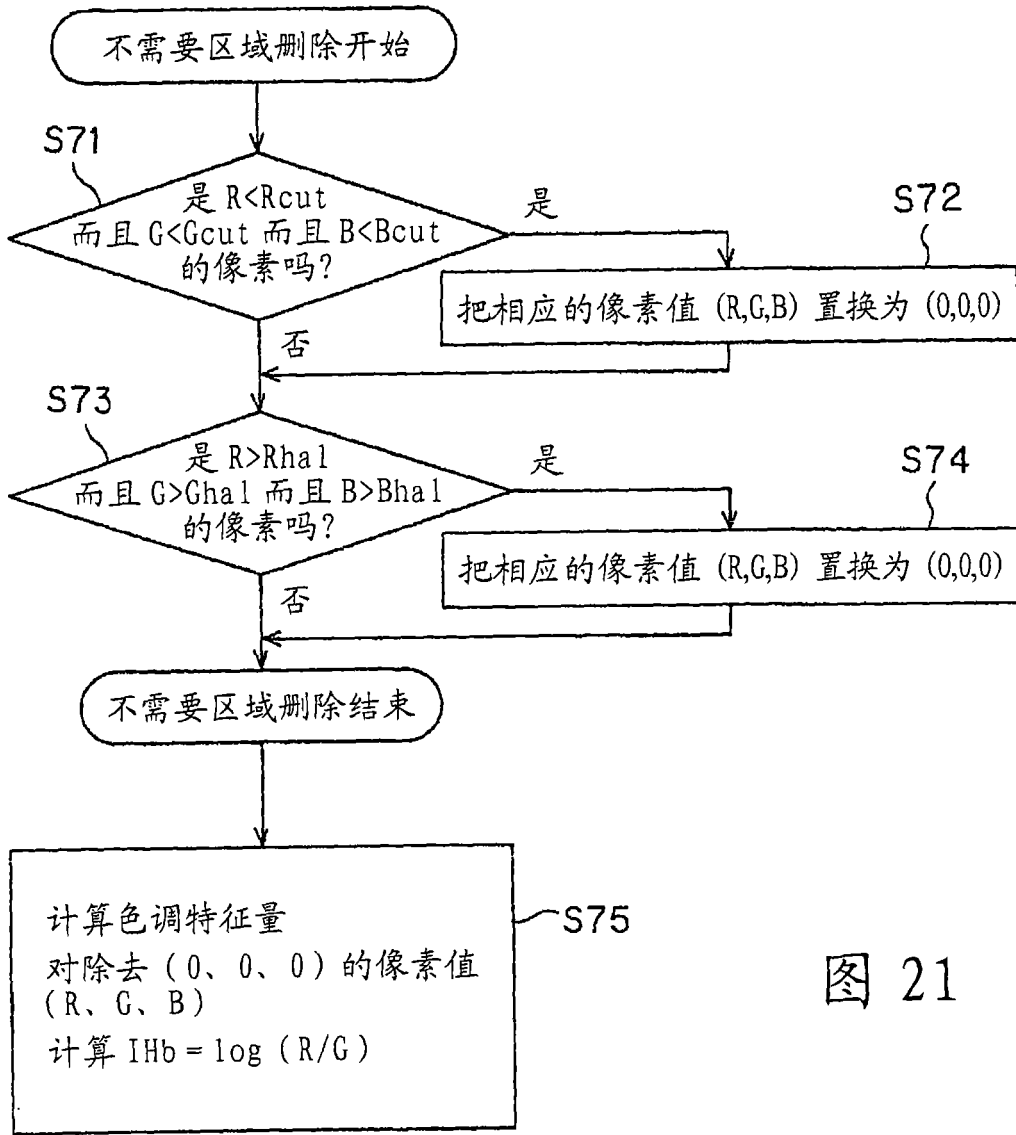 不需要区域删除开始
S71
是 R<Rcut
而且 G<Gcut 而且 B<Bcut
的像素吗?
是
S72
把相应的像素值 (R,G,B) 置换为 (0,0,0)
否
S73
是 R>Rhal
而且 G>Ghal 而且 B>Bhal
的像素吗?
是
S74
把相应的像素值 (R,G,B) 置换为 (0,0,0)
否
不需要区域删除结束
计算色调特征量
对除去 (0、0、0) 的像素值
(R、G、B)
计算 IHb = log (R/G)
S75
图 21